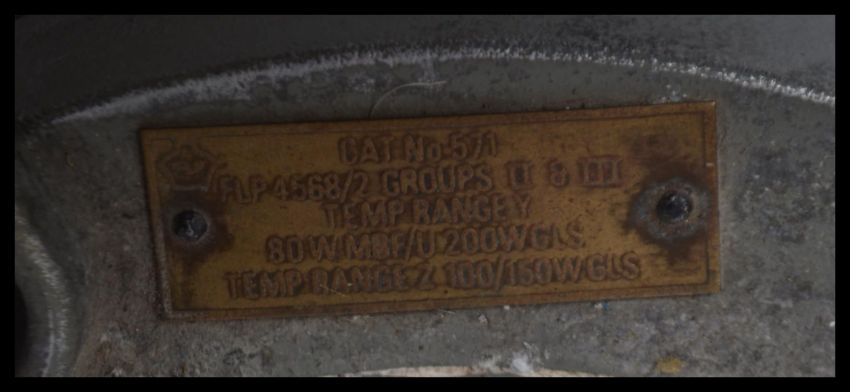 CAT No 571
FLP 4568/2 GROUPS II & III
TEMP RANGE Y
80W MBF/U 200W GLS
TEMP RANGE Z 100/150W GLS